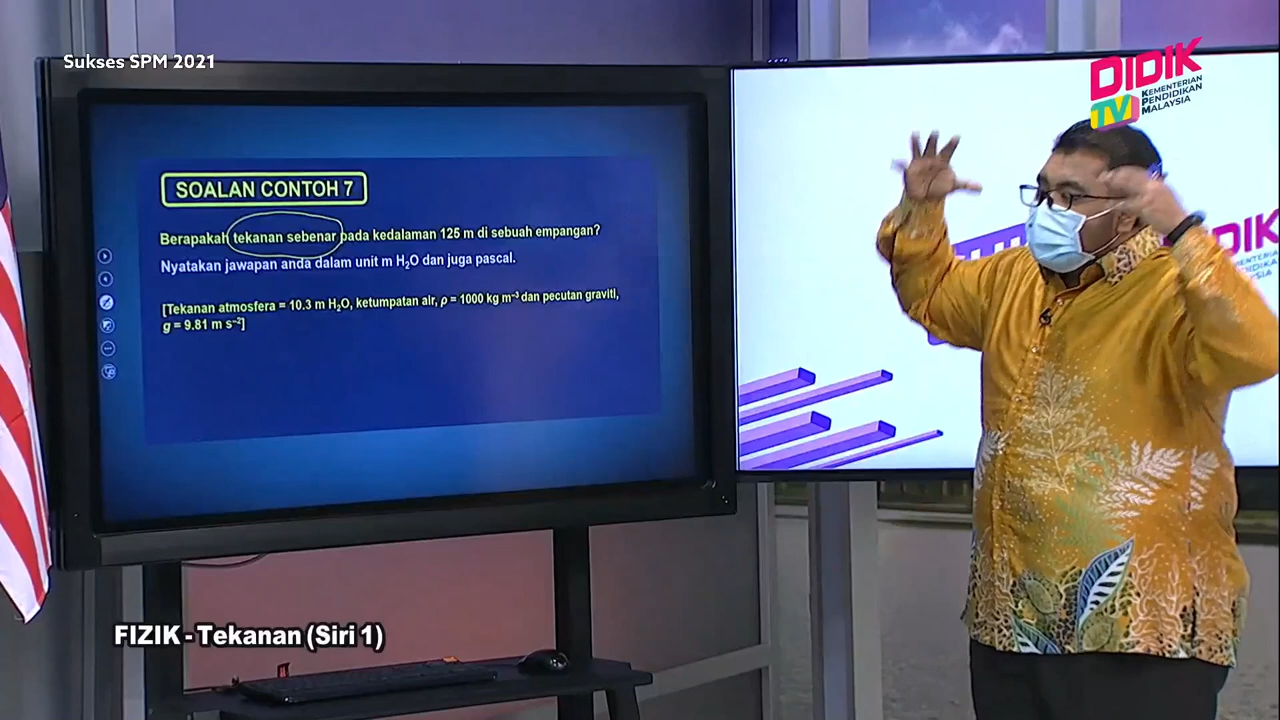 Sukses SPM 2021
DIDIK
TV
KEMENTERIAN
PENDIDIKAN
MALAYSIA
SOALAN CONTOH 7
Berapakah tekanan sebenar pada kedalaman 125 m di sebuah empangan?
Nyatakan jawapan anda dalam unit m H₂O dan juga pascal.
[Tekanan atmosfera = 10.3 m H₂O, ketumpatan air, ρ = 1000 kg m⁻³ dan pecutan graviti,
g = 9.81 m s⁻²]
DIDIK
FIZIK - Tekanan (Siri 1)